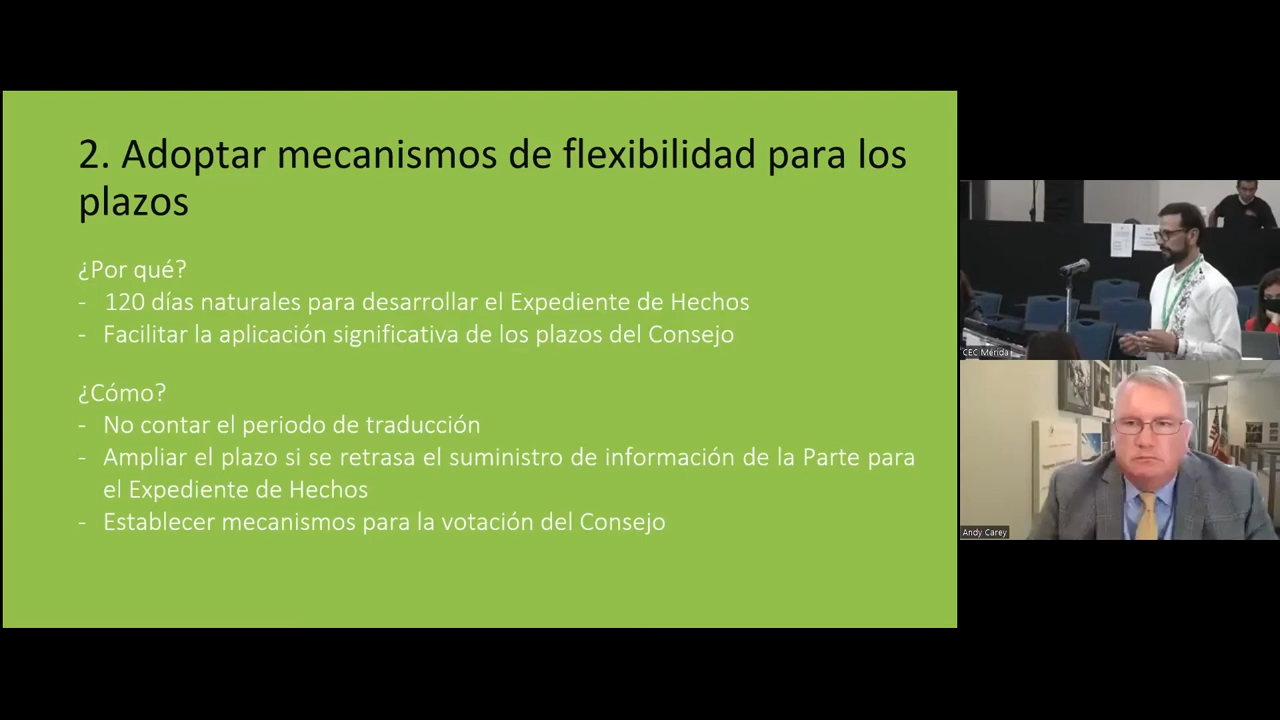 2. Adoptar mecanismos de flexibilidad para los
plazos
¿Por qué?
- 120 días naturales para desarrollar el Expediente de Hechos
- Facilitar la aplicación significativa de los plazos del Consejo
¿Cómo?
- No contar el periodo de traducción
- Ampliar el plazo si se retrasa el suministro de información de la Parte para
el Expediente de Hechos
- Establecer mecanismos para la votación del Consejo
CEC Mérida
Andy Carey